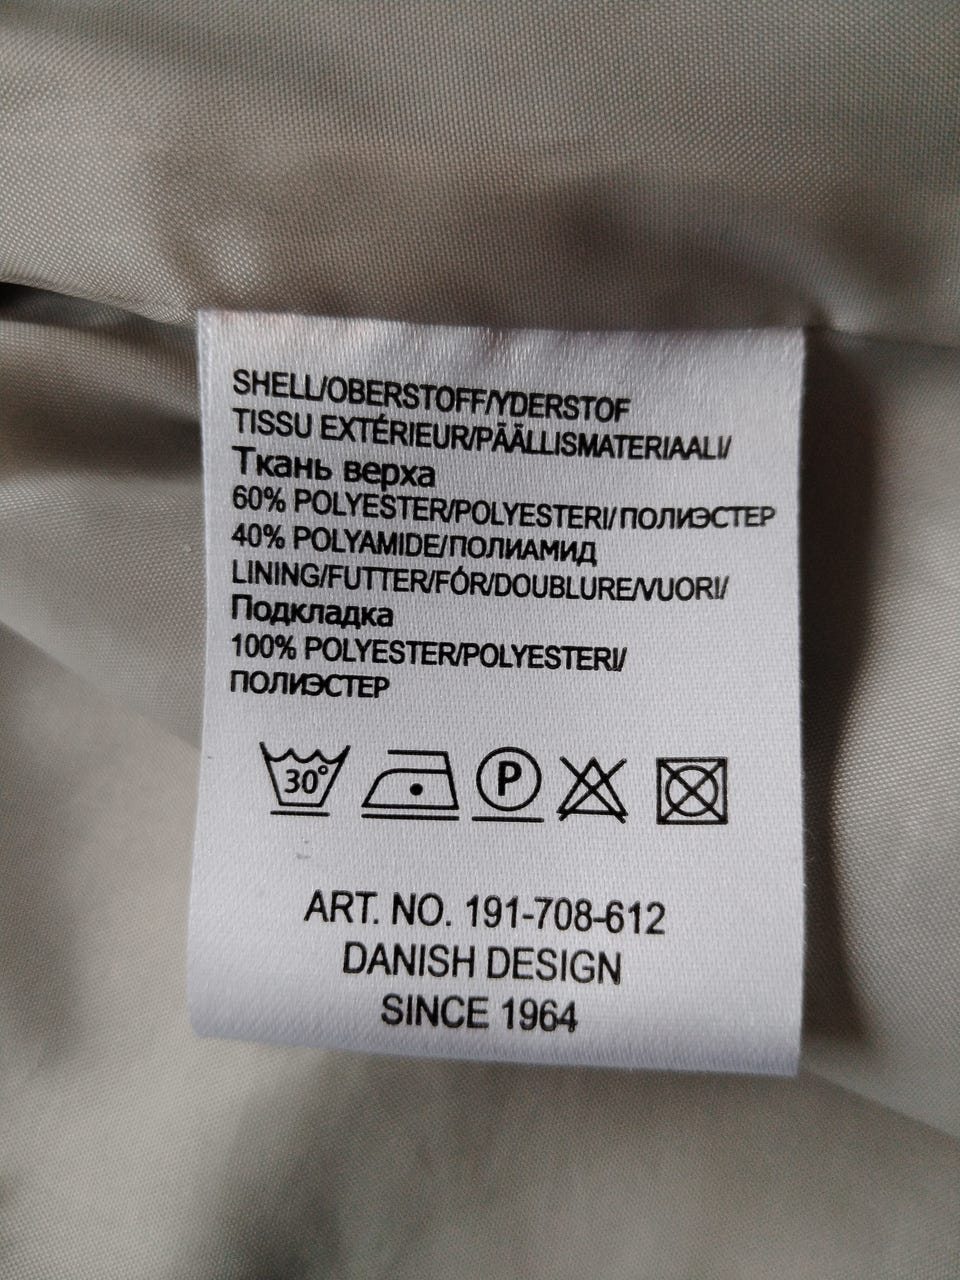 SHELL/OBERSTOFF/YDERSTOF
TISSU EXTÉRIEUR/PÄÄLLISMATERIAALI/
Ткань верха
60% POLYESTER/POLYESTERI/ПОЛИЭСТЕР
40% POLYAMIDE/ПОЛИАМИД
LINING/FUTTER/FÓR/DOUBLURE/VUORI/
Подкладка
100% POLYESTER/POLYESTERI/
ПОЛИЭСТЕР
30° P
ART. NO. 191-708-612
DANISH DESIGN
SINCE 1964